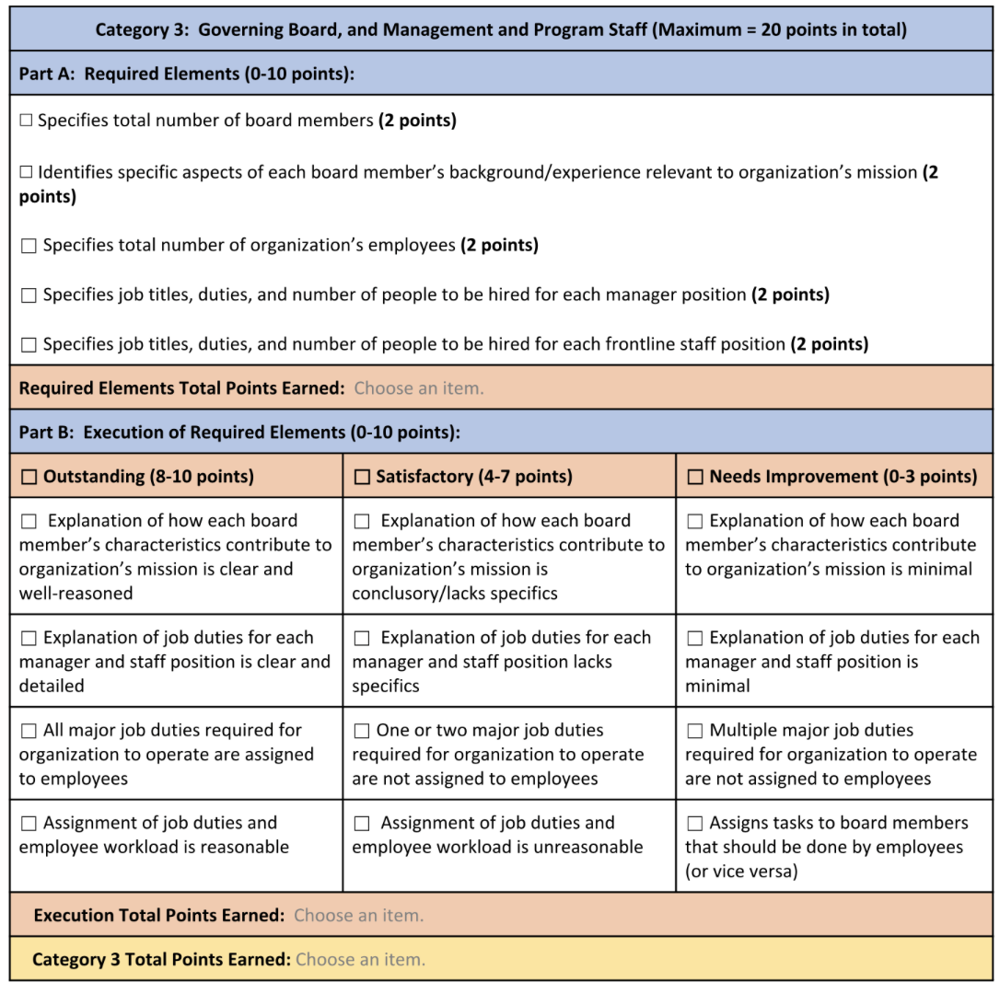 Category 3:  Governing Board, and Management and Program Staff (Maximum = 20 points in total)
Part A:  Required Elements (0-10 points):
☐ Specifies total number of board members (2 points)
☐ Identifies specific aspects of each board member’s background/experience relevant to organization’s mission (2
points)
☐ Specifies total number of organization’s employees (2 points)
☐ Specifies job titles, duties, and number of people to be hired for each manager position (2 points)
☐ Specifies job titles, duties, and number of people to be hired for each frontline staff position (2 points)
Required Elements Total Points Earned:  Choose an item.
Part B:  Execution of Required Elements (0-10 points):
☐ Outstanding (8-10 points)
☐ Satisfactory (4-7 points)
☐ Needs Improvement (0-3 points)
☐ Explanation of how each board
member’s characteristics contribute to
organization’s mission is clear and
well-reasoned
☐ Explanation of how each board
member’s characteristics contribute to
organization’s mission is
conclusory/lacks specifics
☐ Explanation of how each board
member’s characteristics contribute
to organization’s mission is minimal
☐ Explanation of job duties for each
manager and staff position is clear and
detailed
☐ Explanation of job duties for each
manager and staff position lacks
specifics
☐ Explanation of job duties for each
manager and staff position is
minimal
☐ All major job duties required for
organization to operate are assigned
to employees
☐ One or two major job duties
required for organization to operate
are not assigned to employees
☐ Multiple major job duties
required for organization to operate
are not assigned to employees
☐ Assignment of job duties and
employee workload is reasonable
☐ Assignment of job duties and
employee workload is unreasonable
☐ Assigns tasks to board members
that should be done by employees
(or vice versa)
Execution Total Points Earned:  Choose an item.
Category 3 Total Points Earned: Choose an item.